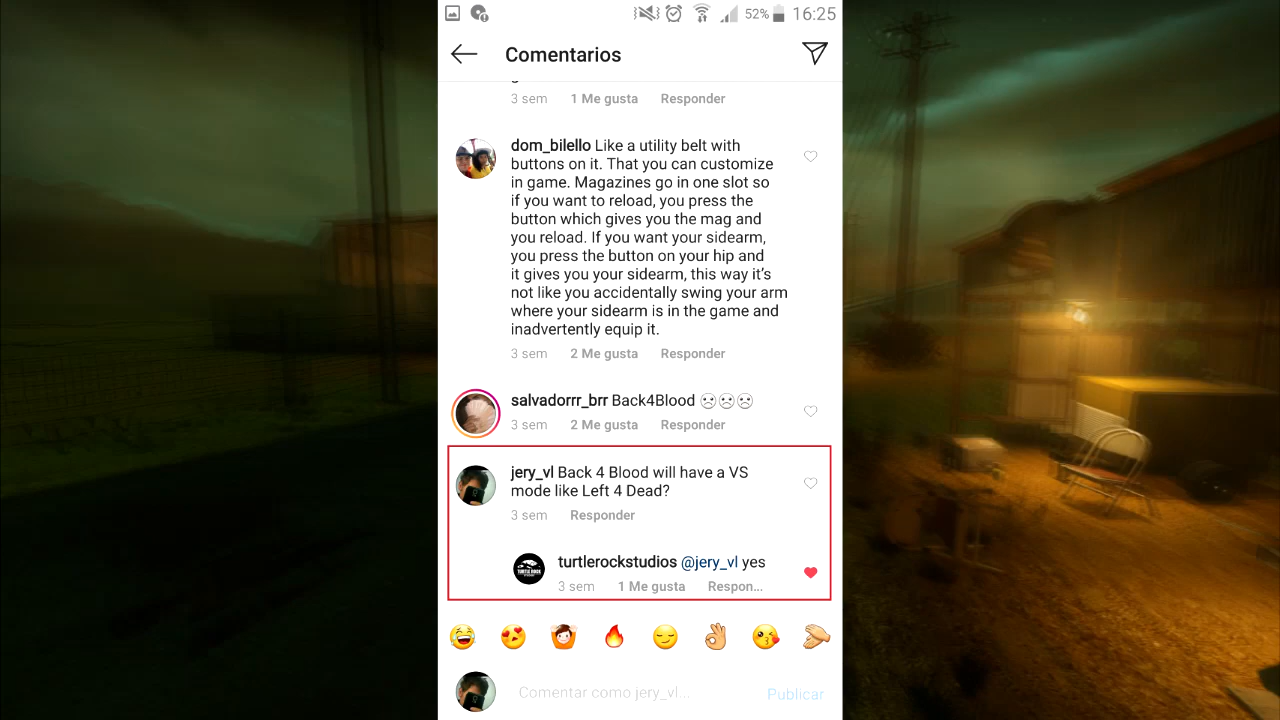 52% 16:25
Comentarios
3 sem 1 Me gusta Responder
dom_bilello Like a utility belt with
buttons on it. That you can customize
in game. Magazines go in one slot so
if you want to reload, you press the
button which gives you the mag and
you reload. If you want your sidearm,
you press the button on your hip and
it gives you your sidearm, this way it's
not like you accidentally swing your arm
where your sidearm is in the game and
inadvertently equip it.
3 sem 2 Me gusta Responder
salvadorrr_brr Back4Blood ☹☹☹
3 sem 2 Me gusta Responder
jery_vl Back 4 Blood will have a VS
mode like Left 4 Dead?
3 sem Responder
TURTLE ROCK
turtlerockstudios @jery_vl yes
3 sem 1 Me gusta Respon...
Comentar como jery_vl... Publicar